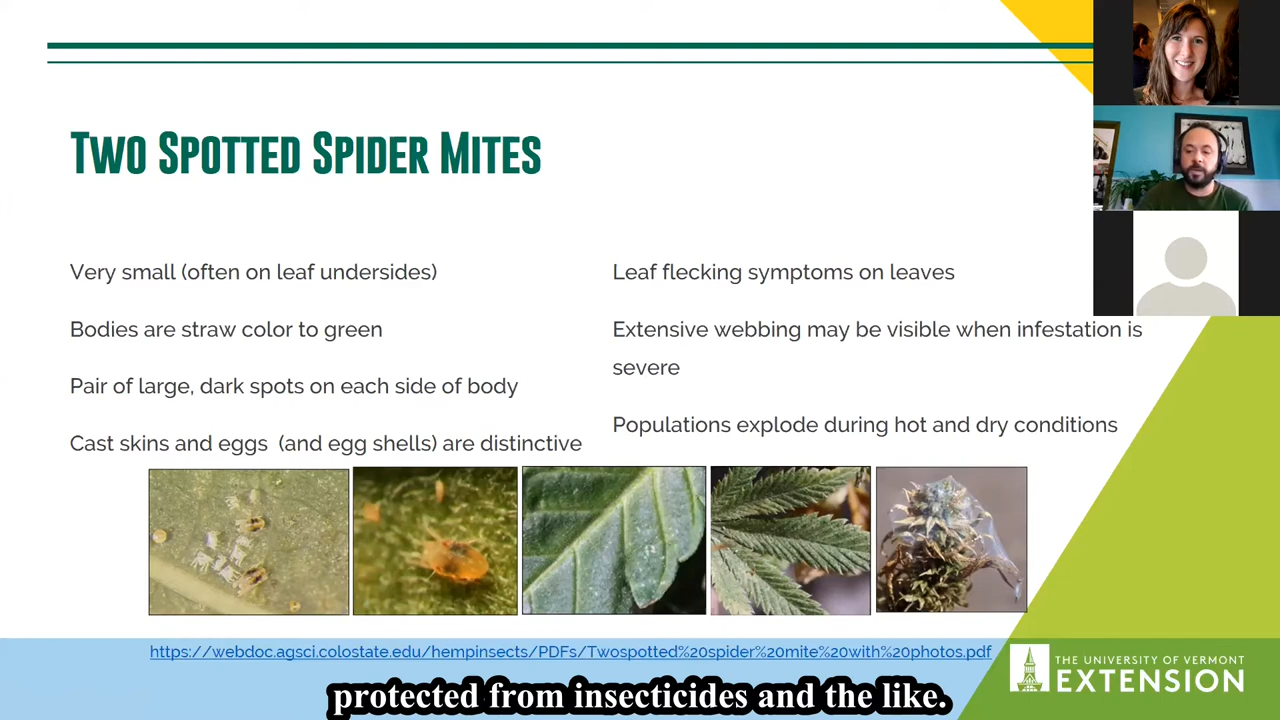 Two Spotted Spider Mites
Very small (often on leaf undersides)
Bodies are straw color to green
Pair of large, dark spots on each side of body
Cast skins and eggs (and egg shells) are distinctive
Leaf flecking symptoms on leaves
Extensive webbing may be visible when infestation is
severe
Populations explode during hot and dry conditions
https://webdoc.agsci.colostate.edu/hempinsects/PDFs/Twospotted%20spider%20mite%20with%20photos.pdf
THE UNIVERSITY OF VERMONT
EXTENSION
protected from insecticides and the like.